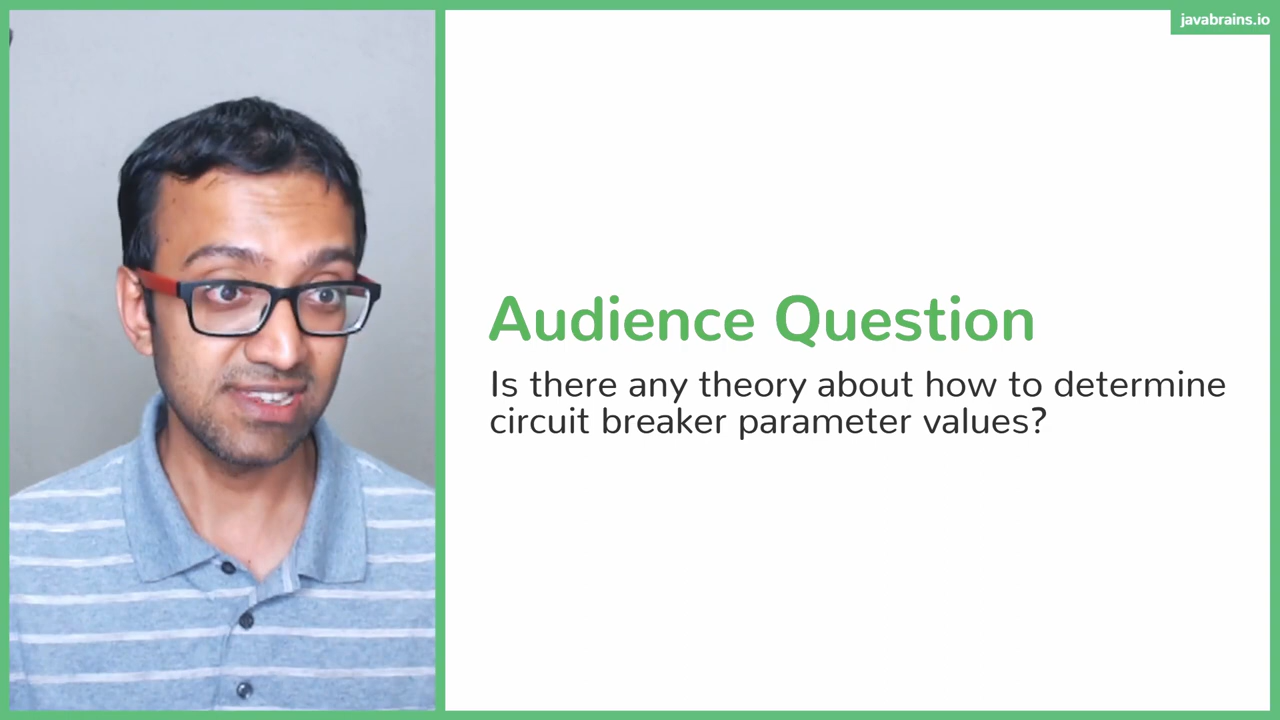 javabrains.io
Audience Question
Is there any theory about how to determine
circuit breaker parameter values?